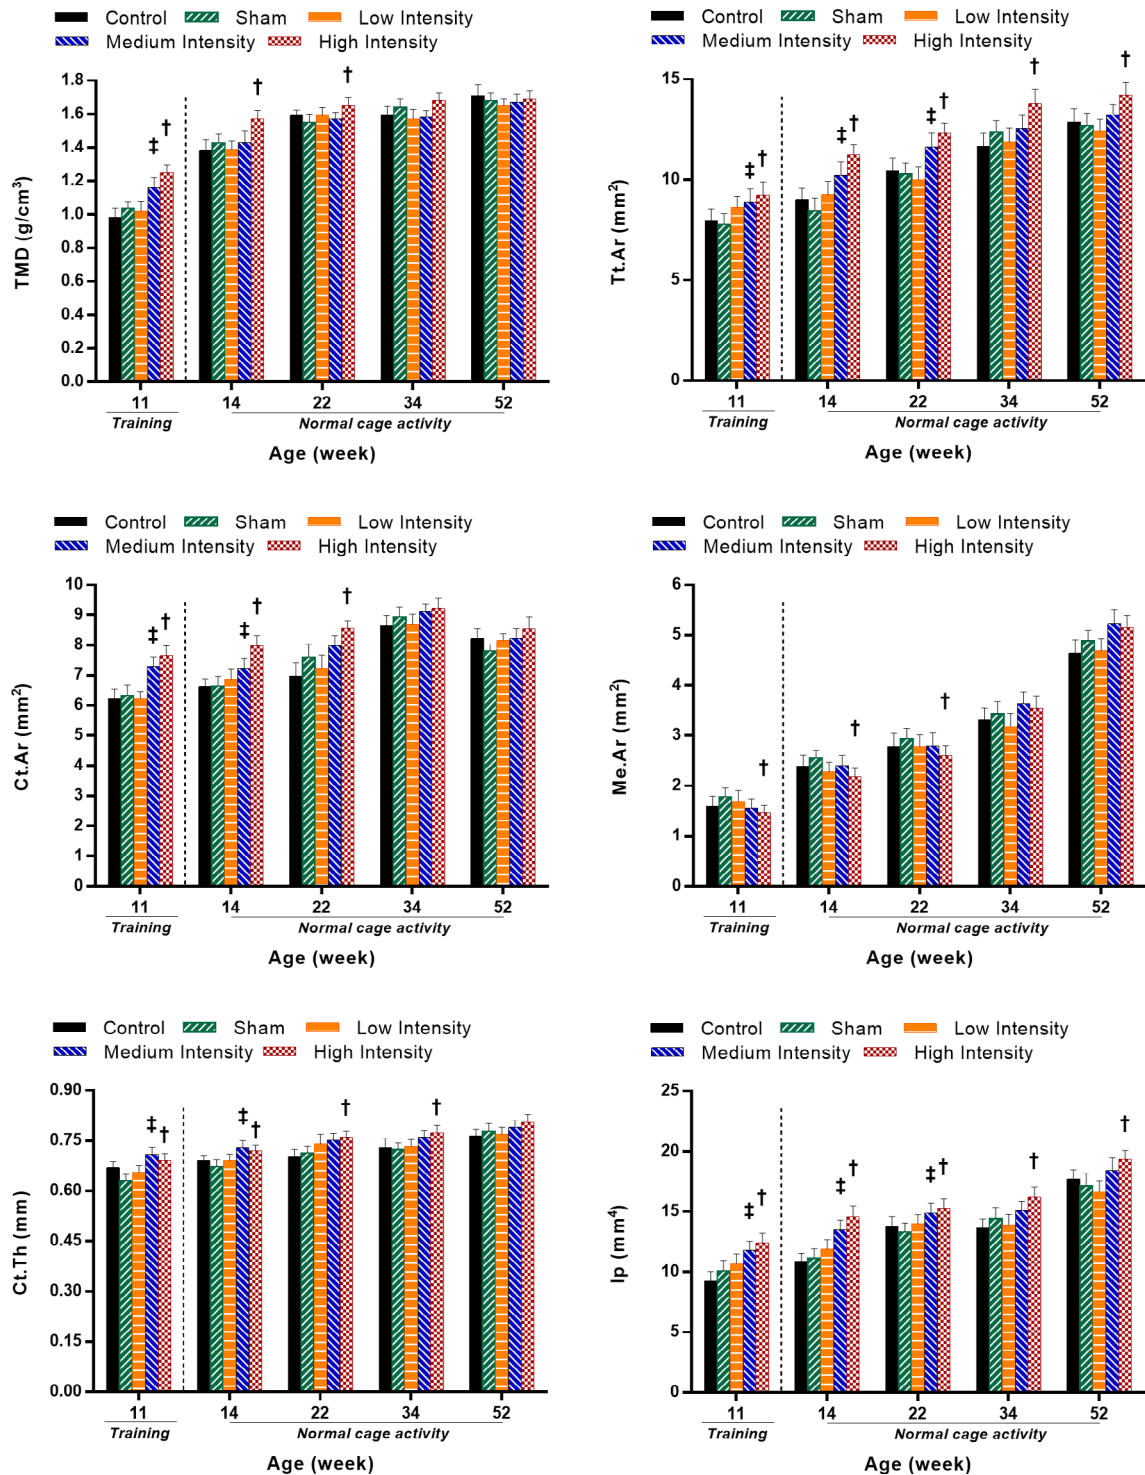 Control Sham Low Intensity
Medium Intensity High Intensity
‡ † † †
1.8
1.6
1.4
1.2
1.0
0.8
0.6
0.4
0.2
0.0
TMD (g/cm³)
11 14 22 34 52
Training Normal cage activity
Age (week)
Control Sham Low Intensity
Medium Intensity High Intensity
‡ † ‡ † ‡ † † †
15
10
5
0
Tt.Ar (mm²)
11 14 22 34 52
Training Normal cage activity
Age (week)
Control Sham Low Intensity
Medium Intensity High Intensity
‡ † ‡ † †
10
9
8
7
6
5
4
3
2
1
0
Ct.Ar (mm²)
11 14 22 34 52
Training Normal cage activity
Age (week)
Control Sham Low Intensity
Medium Intensity High Intensity
† † †
6
5
4
3
2
1
0
Me.Ar (mm²)
11 14 22 34 52
Training Normal cage activity
Age (week)
Control Sham Low Intensity
Medium Intensity High Intensity
‡ † ‡ † † †
0.90
0.75
0.60
0.45
0.30
0.15
0.00
Ct.Th (mm)
11 14 22 34 52
Training Normal cage activity
Age (week)
Control Sham Low Intensity
Medium Intensity High Intensity
‡ † ‡ † ‡ † † †
25
20
15
10
5
0
Ip (mm⁴)
11 14 22 34 52
Training Normal cage activity
Age (week)